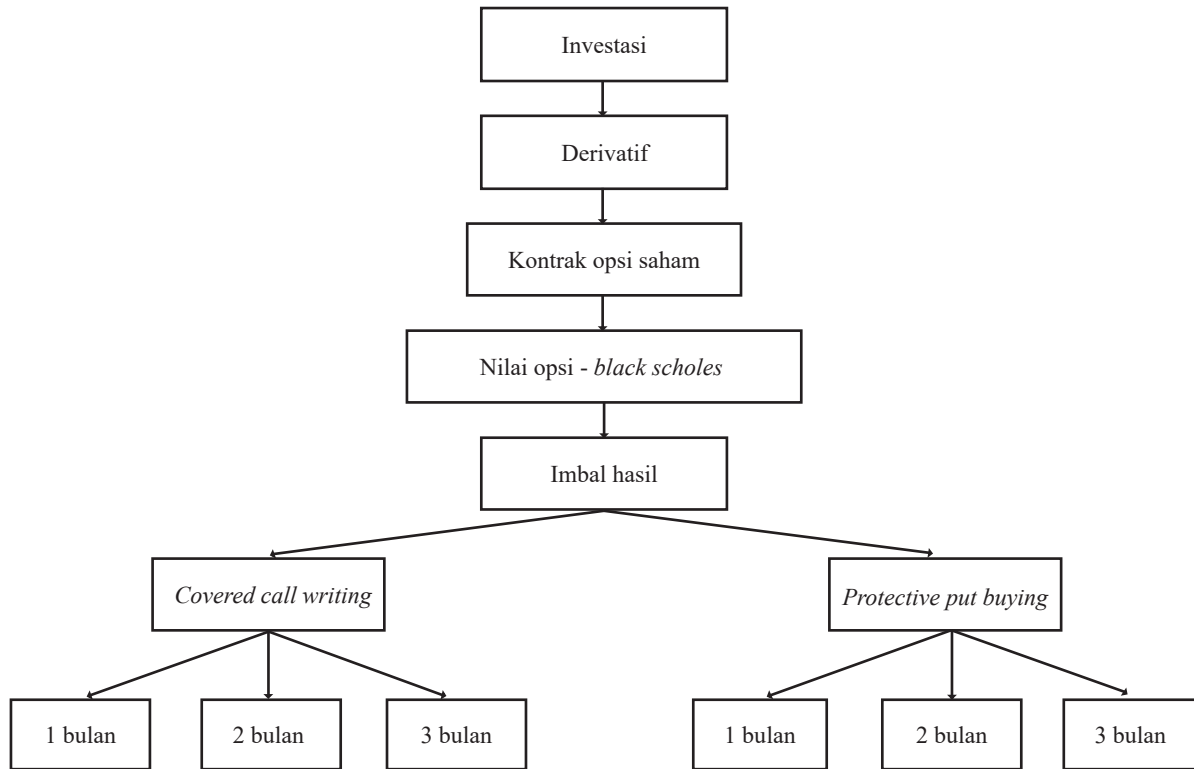 Investasi
Derivatif
Kontrak opsi saham
Nilai opsi - black scholes
Imbal hasil
Covered call writing
Protective put buying
1 bulan
2 bulan
3 bulan
1 bulan
2 bulan
3 bulan